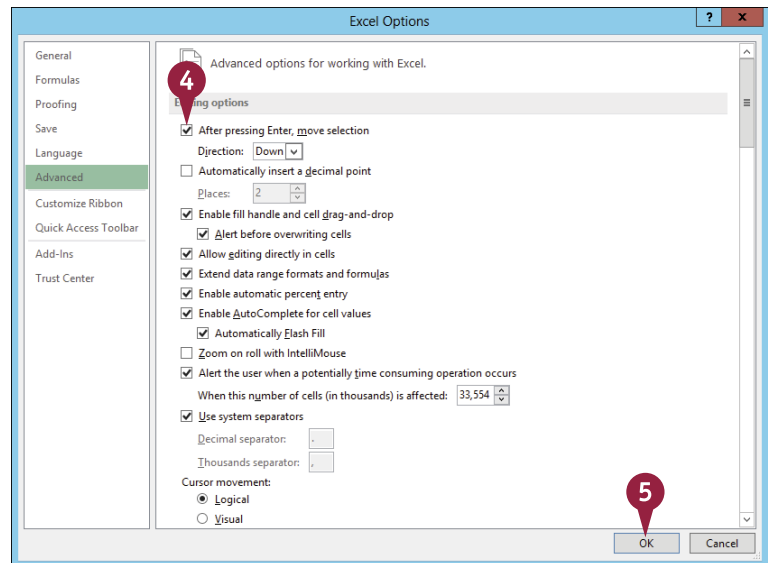 Excel Options
? x
General
Formulas
Proofing
Save
Language
Advanced
Customize Ribbon
Quick Access Toolbar
Add-Ins
Trust Center
Advanced options for working with Excel.
4
options
After pressing Enter, move selection
Direction: Down
Automatically insert a decimal point
Places: 2
Enable fill handle and cell drag-and-drop
Alert before overwriting cells
Allow editing directly in cells
Extend data range formats and formulas
Enable automatic percent entry
Enable AutoComplete for cell values
Automatically Flash Fill
Zoom on roll with IntelliMouse
Alert the user when a potentially time consuming operation occurs
When this number of cells (in thousands) is affected: 33,554
Use system separators
Decimal separator: .
Thousands separator: ,
Cursor movement:
Logical
Visual
5
OK Cancel